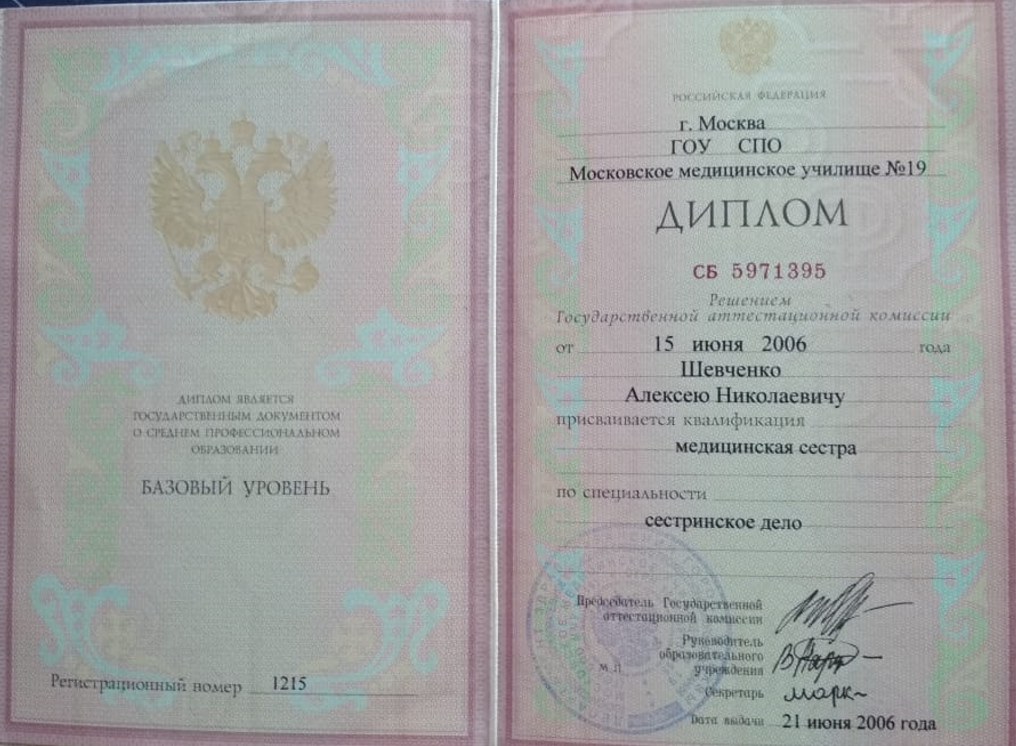 ДИПЛОМ ЯВЛЯЕТСЯ
ГОСУДАРСТВЕННЫМ ДОКУМЕНТОМ
О СРЕДНЕМ ПРОФЕССИОНАЛЬНОМ
ОБРАЗОВАНИИ
БАЗОВЫЙ УРОВЕНЬ
Регистрационный номер 1215
РОССИЙСКАЯ ФЕДЕРАЦИЯ
г. Москва
ГОУ СПО
Московское медицинское училище №19
ДИПЛОМ
СБ 5971395
Решением
Государственной аттестационной комиссии
от 15 июня 2006 года
Шевченко
Алексею Николаевичу
присваивается квалификация
медицинская сестра
по специальности
сестринское дело
Председатель Государственной
аттестационной комиссии
Руководитель
образовательного
учреждения
М.П.
Секретарь
Дата выдачи 21 июня 2006 года